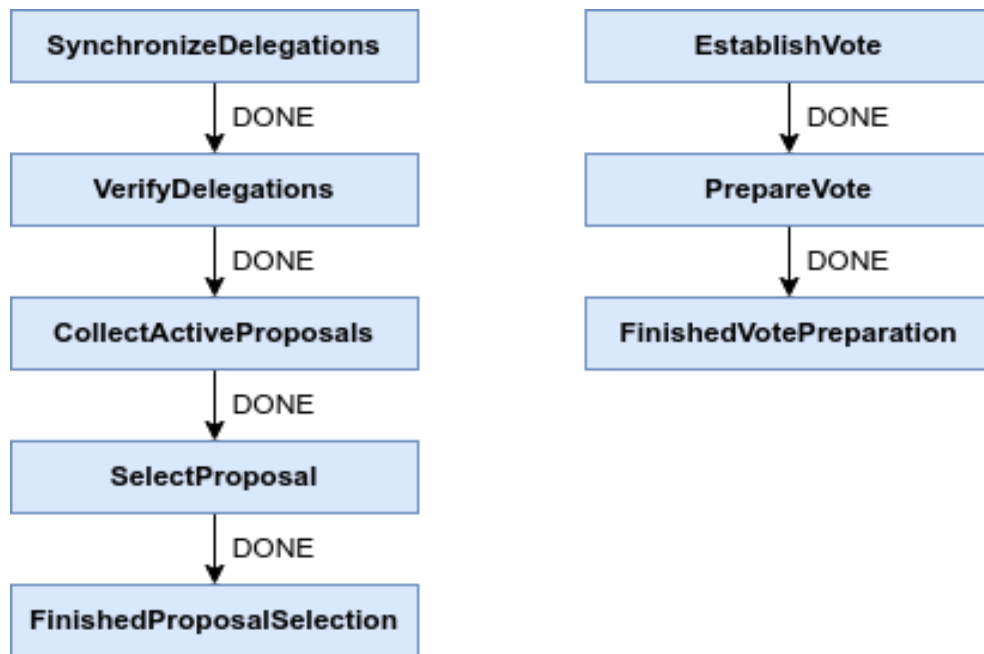 SynchronizeDelegations
DONE
VerifyDelegations
DONE
CollectActiveProposals
DONE
SelectProposal
DONE
FinishedProposalSelection
EstablishVote
DONE
PrepareVote
DONE
FinishedVotePreparation